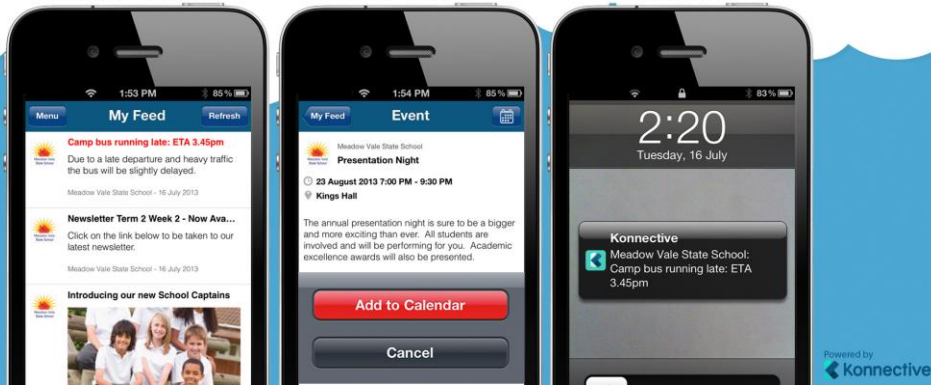 1:53 PM
85%
Menu
My Feed
Refresh
Camp bus running late: ETA 3.45pm
Due to a late departure and heavy traffic
the bus will be slightly delayed.
Meadow Vale State School - 16 July 2013
Newsletter Term 2 Week 2 - Now Ava...
Click on the link below to be taken to our
latest newsletter.
Meadow Vale State School - 16 July 2013
Introducing our new School Captains
1:54 PM
85%
My Feed
Event
Meadow Vale State School
Presentation Night
23 August 2013 7:00 PM - 9:30 PM
Kings Hall
The annual presentation night is sure to be a bigger
and more exciting than ever. All students are
involved and will be performing for you. Academic
excellence awards will also be presented.
Add to Calendar
Cancel
83%
2:20
Tuesday, 16 July
Konnective
Meadow Vale State School:
Camp bus running late: ETA
3.45pm
Powered by
Konnective